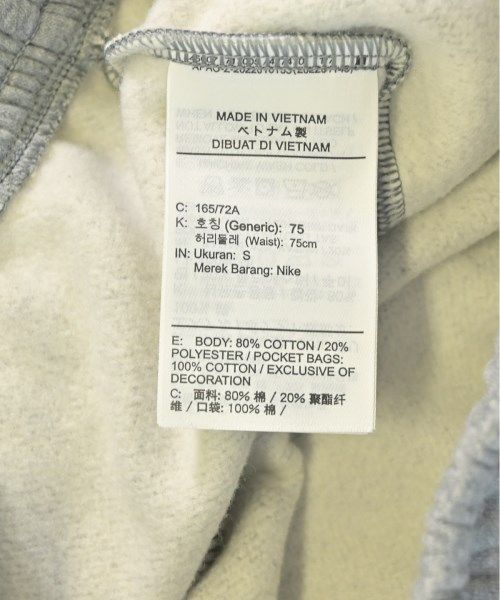 MADE IN VIETNAM
ベトナム製
DIBUAT DI VIETNAM
C: 165/72A
K: 호칭 (Generic): 75
허리둘레 (Waist): 75cm
IN: Ukuran: S
Merek Barang: Nike
E: BODY: 80% COTTON / 20%
POLYESTER / POCKET BAGS:
100% COTTON / EXCLUSIVE OF
DECORATION
C: 面料: 80% 棉 / 20% 聚酯纤
维 / 口袋: 100% 棉 /